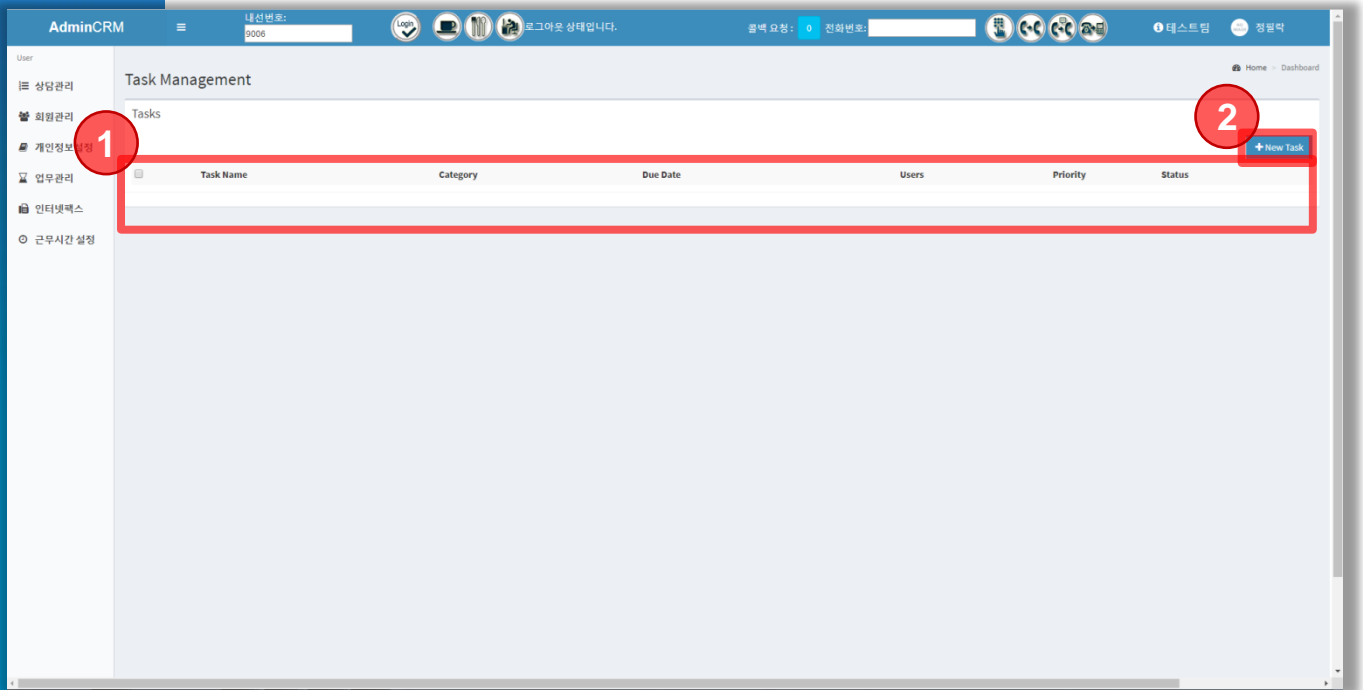 AdminCRM
내선번호:
9006
Login
로그아웃 상태입니다.
콜백 요청: 0 전화번호:
테스트팀
정필락
User
상담관리
회원관리
개인정보설정
업무관리
인터넷팩스
근무시간 설정
Task Management
Home > Dashboard
Tasks
1
2
New Task
Task Name Category Due Date Users Priority Status